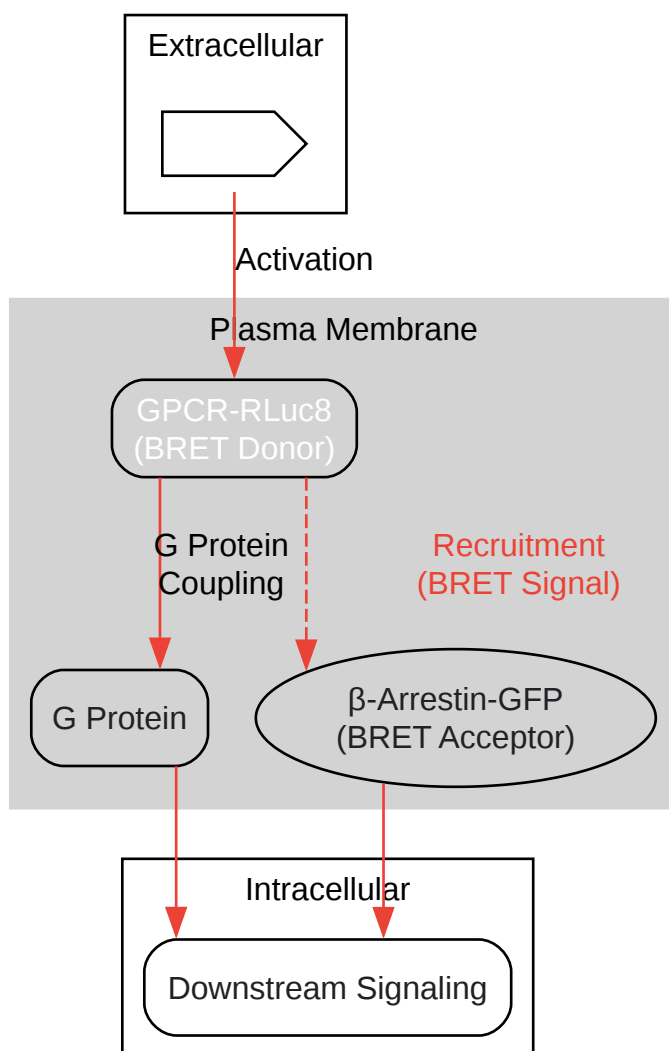 Extracellular
Activation
Plasma Membrane
GPCR-RLuc8
(BRET Donor)
G Protein
Coupling
Recruitment
(BRET Signal)
G Protein
β-Arrestin-GFP
(BRET Acceptor)
Intracellular
Downstream Signaling